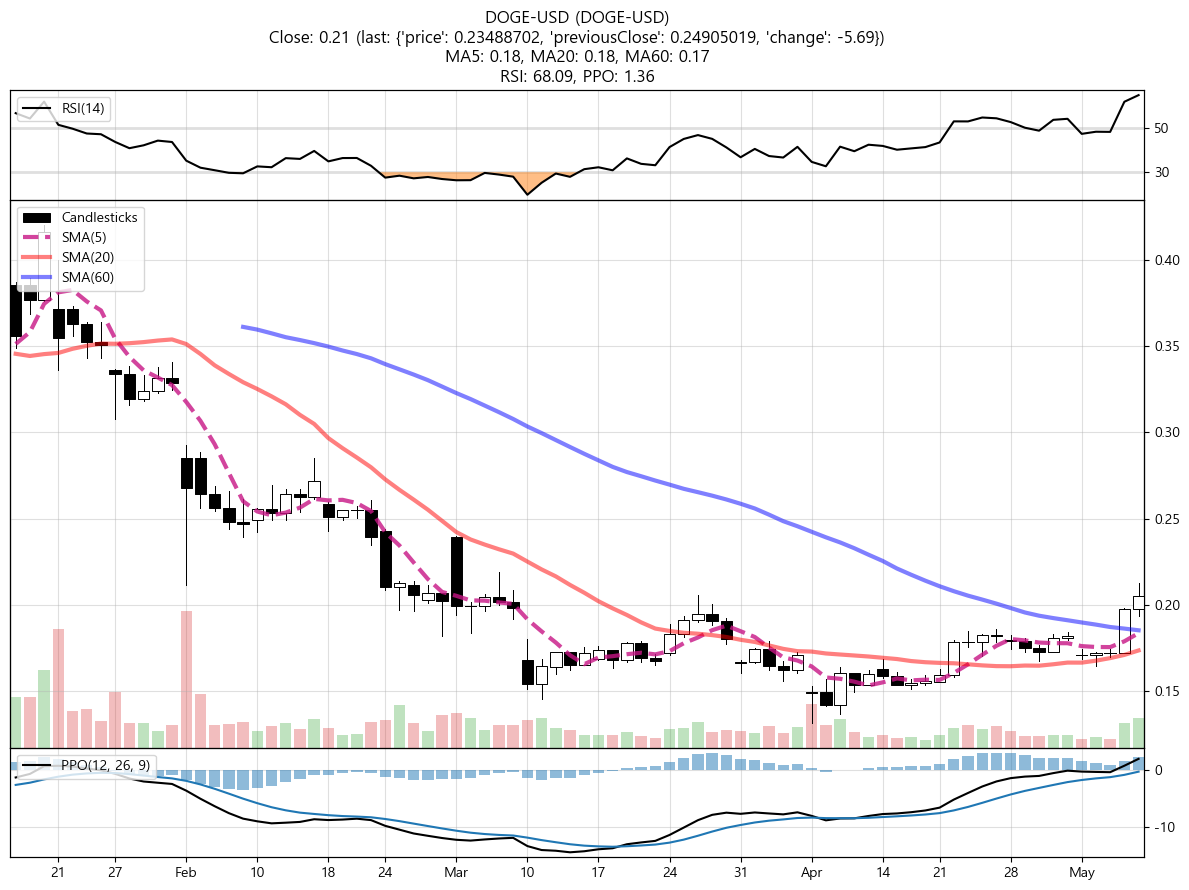 DOGE-USD (DOGE-USD)
Close: 0.21 (last: {'price': 0.23488702, 'previousClose': 0.24905019, 'change': -5.69})
MA5: 0.18, MA20: 0.18, MA60: 0.17
RSI: 68.09, PPO: 1.36
RSI(14)
50
30
Candlesticks
SMA(5)
SMA(20)
SMA(60)
0.40
0.35
0.30
0.25
0.20
0.15
PPO(12, 26, 9)
0
-10
21 27 Feb 10 18 24 Mar 10 17 24 31 Apr 14 21 28 May